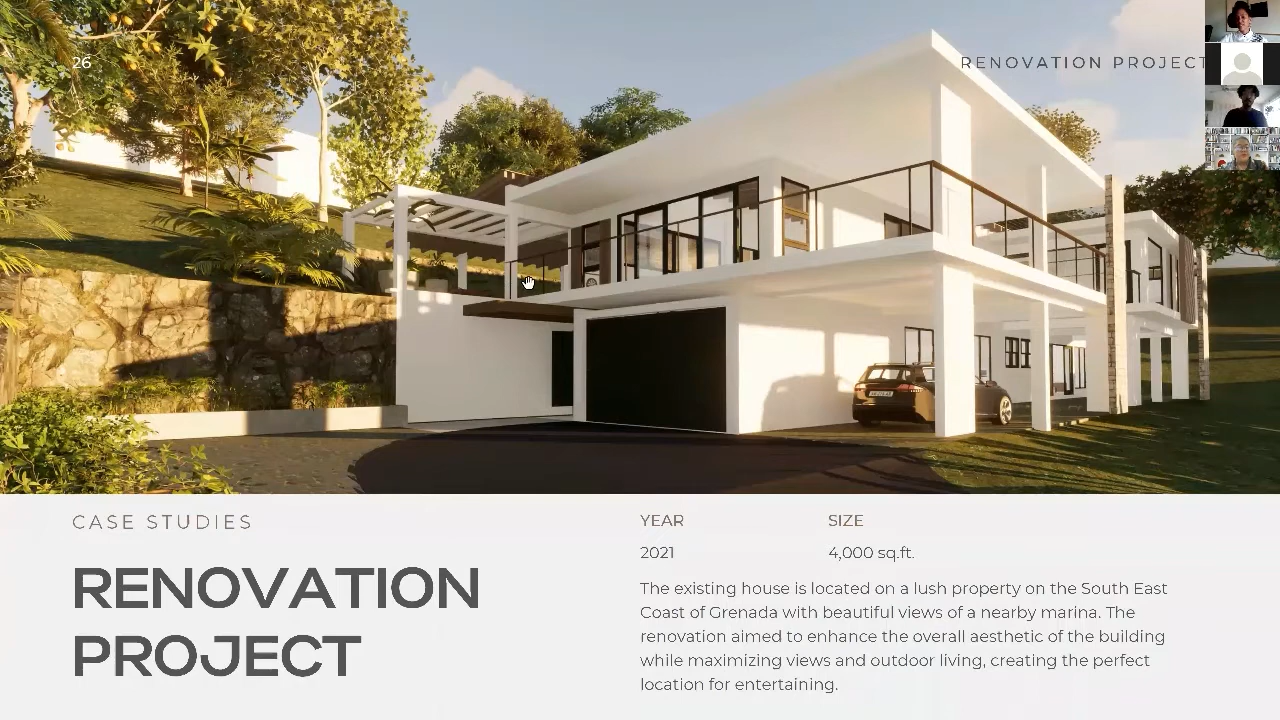 26
RENOVATION PROJECT
CASE STUDIES
RENOVATION
PROJECT
YEAR
SIZE
2021
4,000 sq.ft.
The existing house is located on a lush property on the South East
Coast of Grenada with beautiful views of a nearby marina. The
renovation aimed to enhance the overall aesthetic of the building
while maximizing views and outdoor living, creating the perfect
location for entertaining.